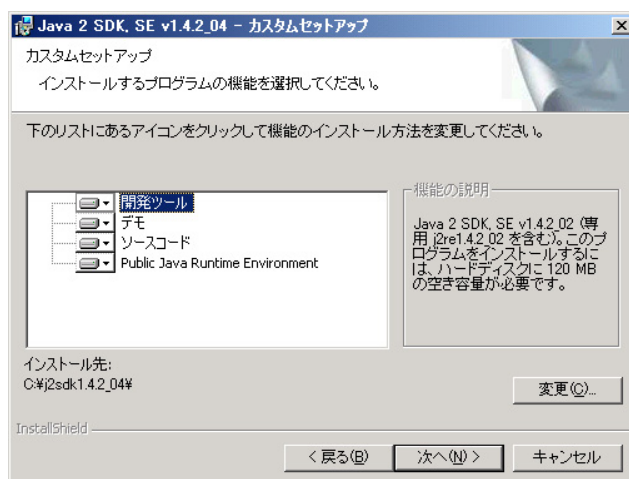 Java 2 SDK, SE v1.4.2_04 - カスタムセットアップ
カスタムセットアップ
インストールするプログラムの機能を選択してください。
下のリストにあるアイコンをクリックして機能のインストール方法を変更してください。
開発ツール
デモ
ソースコード
Public Java Runtime Environment
機能の説明
Java 2 SDK, SE v1.4.2_02 (専
用 j2re1.4.2_02 を含む)。このプ
ログラムをインストールするに
は、ハードディスクに 120 MB
の空き容量が必要です。
インストール先:
C:¥j2sdk1.4.2_04¥
変更(C)...
InstallShield
< 戻る(B)
次へ(N) >
キャンセル